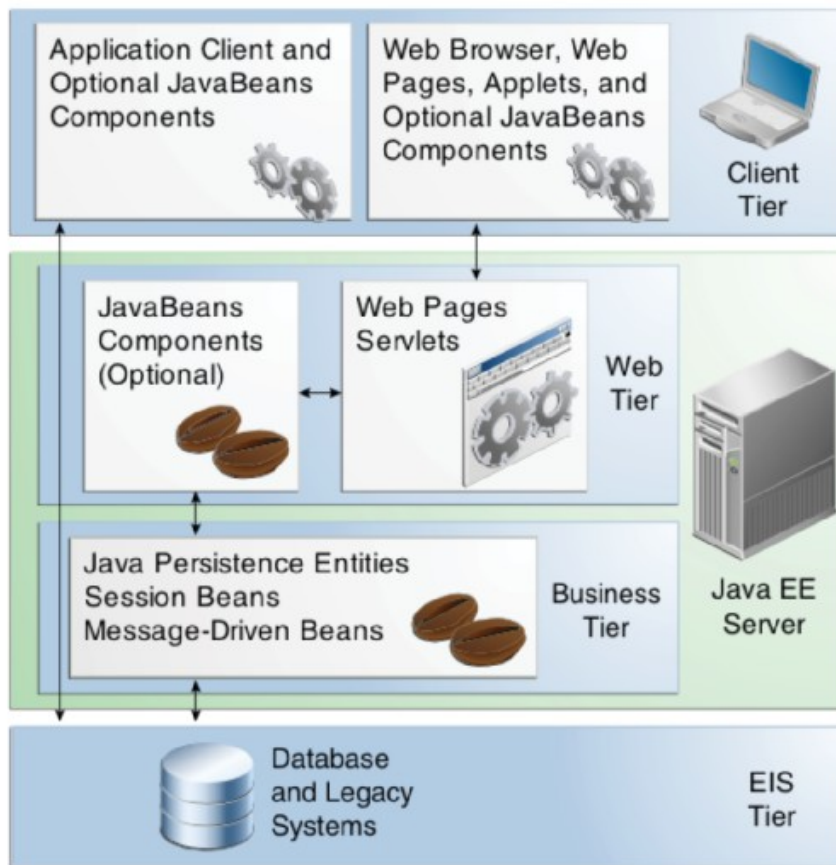 Application Client and
Optional JavaBeans
Components
Web Browser, Web
Pages, Applets, and
Optional JavaBeans
Components
Client
Tier
JavaBeans
Components
(Optional)
Web Pages
Servlets
Web
Tier
Java Persistence Entities
Session Beans
Message-Driven Beans
Business
Tier
Java EE
Server
Database
and Legacy
Systems
EIS
Tier